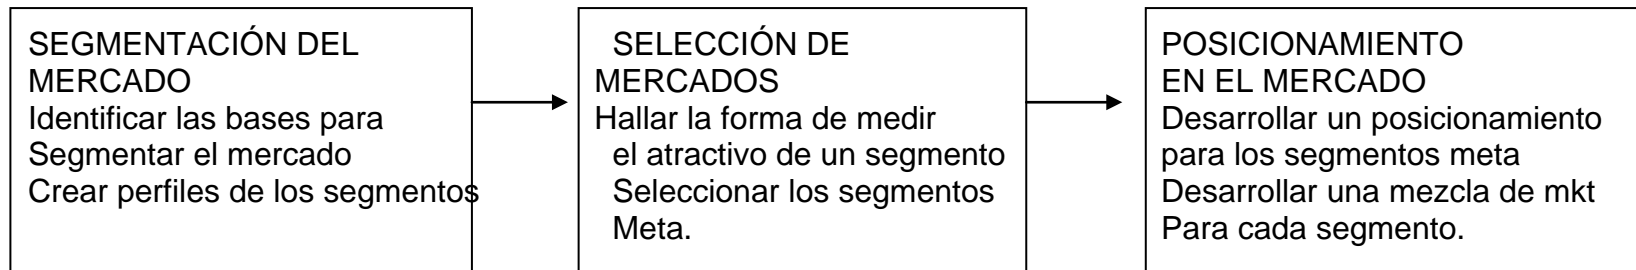 SEGMENTACIÓN DEL
MERCADO
Identificar las bases para
Segmentar el mercado
Crear perfiles de los segmentos
SELECCIÓN DE
MERCADOS
Hallar la forma de medir
el atractivo de un segmento
Seleccionar los segmentos
Meta.
POSICIONAMIENTO
EN EL MERCADO
Desarrollar un posicionamiento
para los segmentos meta
Desarrollar una mezcla de mkt
Para cada segmento.